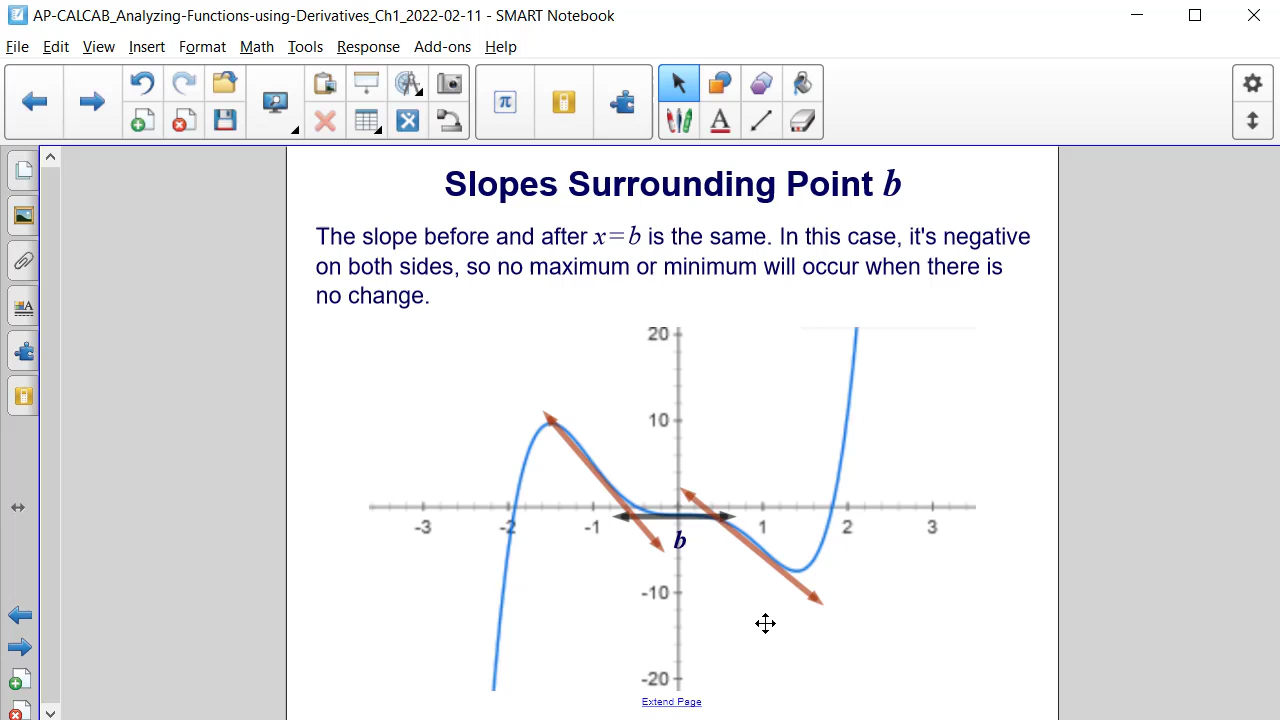 AP-CALCAB_Analyzing-Functions-using-Derivatives_Ch1_2022-02-11 - SMART Notebook
File Edit View Insert Format Math Tools Response Add-ons Help
π
A
A
Slopes Surrounding Point b
The slope before and after x=b is the same. In this case, it's negative
on both sides, so no maximum or minimum will occur when there is
no change.
20
10
-3 -2 -1 1 2 3
b
-10
-20
Extend Page